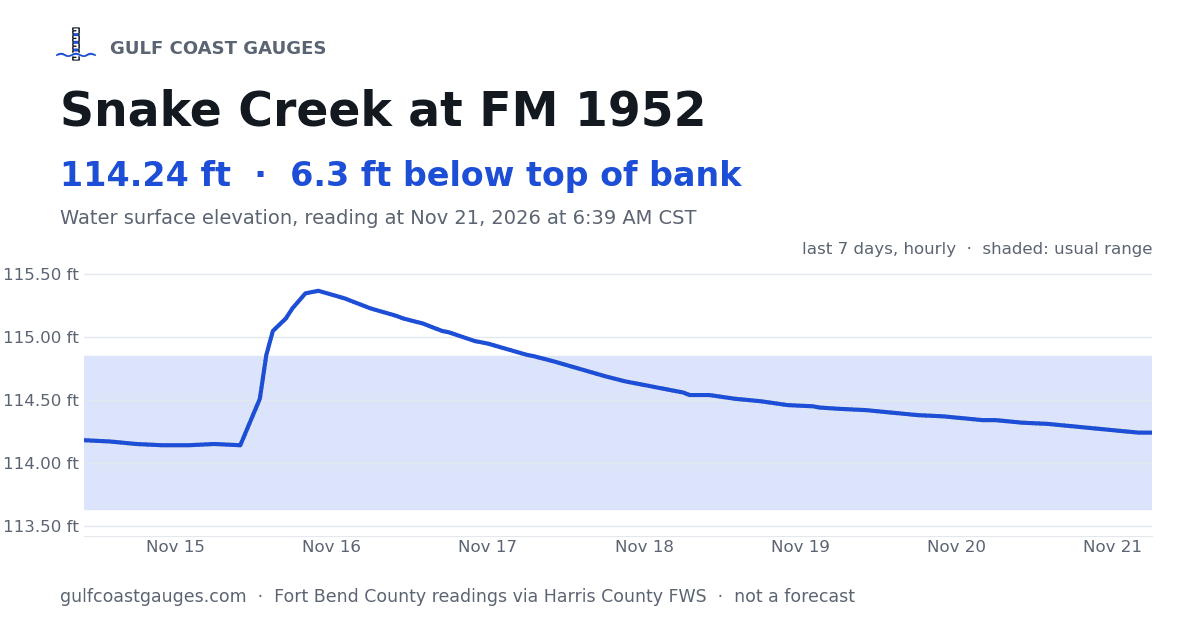 GULF COAST GAUGES
Snake Creek at FM 1952
114.24 ft · 6.3 ft below top of bank
Water surface elevation, reading at Nov 21, 2026 at 6:39 AM CST
last 7 days, hourly · shaded: usual range
115.50 ft
115.00 ft
114.50 ft
114.00 ft
113.50 ft
Nov 15 Nov 16 Nov 17 Nov 18 Nov 19 Nov 20 Nov 21
gulfcoastgauges.com · Fort Bend County readings via Harris County FWS · not a forecast